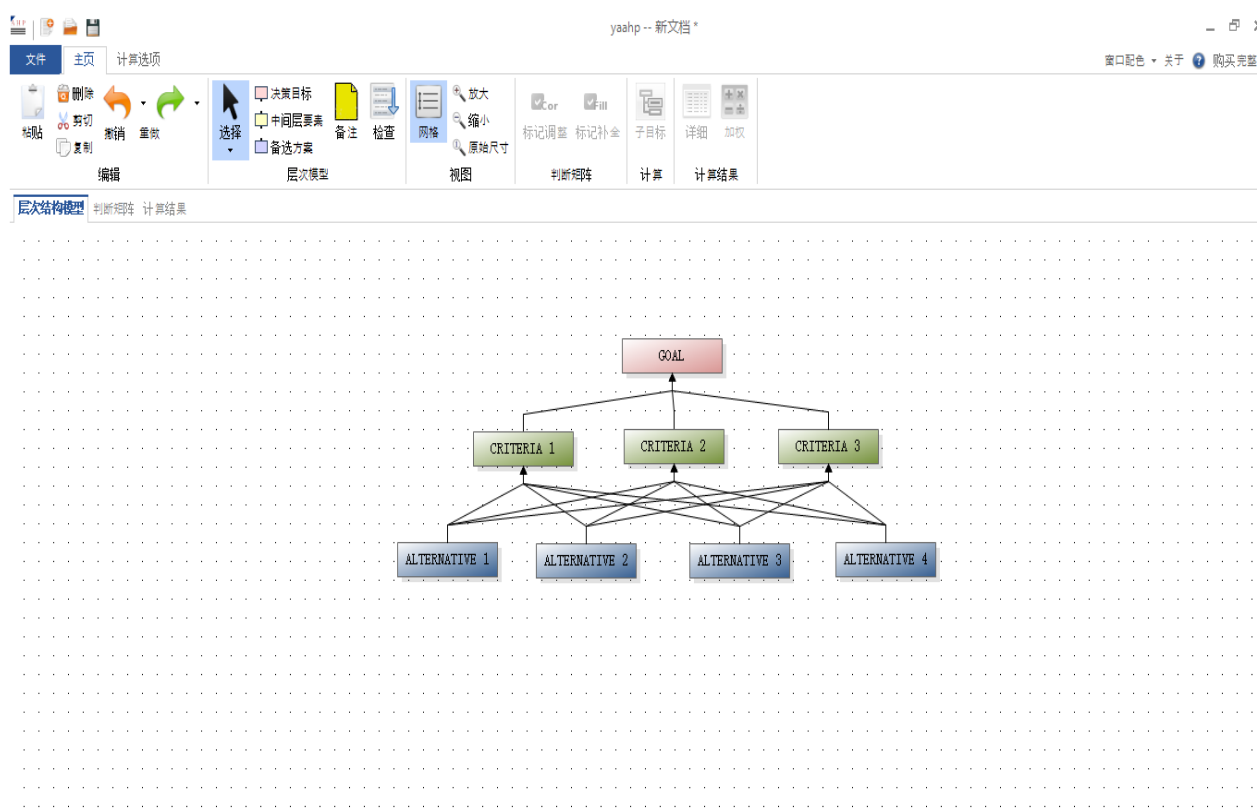 yaahp -- 新文档 *
文件 主页 计算选项
窗口配色 关于 购买完整
粘贴 删除 剪切 复制 撤销 重做
选择 决策目标 中间层要素 备选方案 备注 检查
网格 放大 缩小 原始尺寸
Cor Fill
标记调整 标记补全 子目标 详细 加权
编辑 层次模型 视图 判断矩阵 计算 计算结果
层次结构模型 判断矩阵 计算结果
GOAL
CRITERIA 1 CRITERIA 2 CRITERIA 3
ALTERNATIVE 1 ALTERNATIVE 2 ALTERNATIVE 3 ALTERNATIVE 4